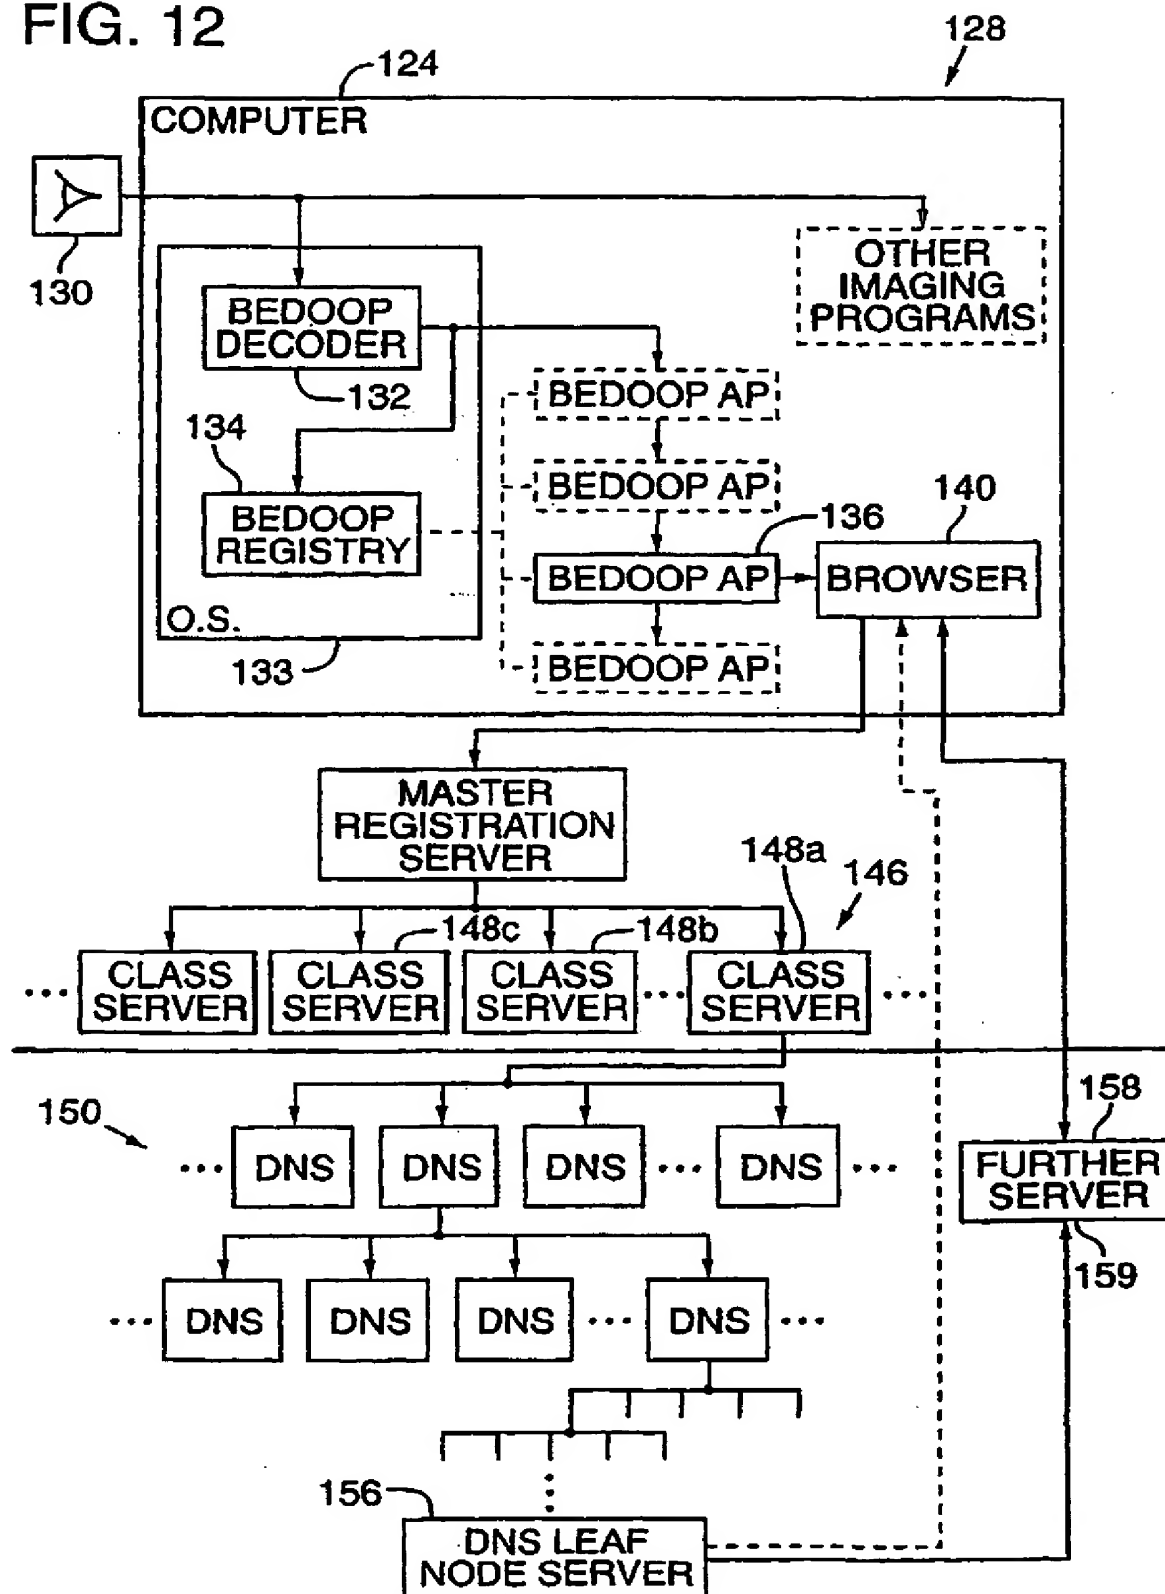 FIG. 12
128
124
COMPUTER
130
OTHER
IMAGING
PROGRAMS
BEDOOP
DECODER
132
BEDOOP AP
134
BEDOOP AP
140
136
BEDOOP
REGISTRY
BEDOOP AP
BROWSER
O.S.
133
BEDOOP AP
MASTER
REGISTRATION
SERVER
148a
146
148c
148b
... CLASS
SERVER
CLASS
SERVER
CLASS
SERVER
... CLASS
SERVER ...
150
158
... DNS
DNS
DNS ...
DNS ...
FURTHER
SERVER
159
... DNS
DNS
DNS ...
DNS ...
156
DNS LEAF
NODE SERVER